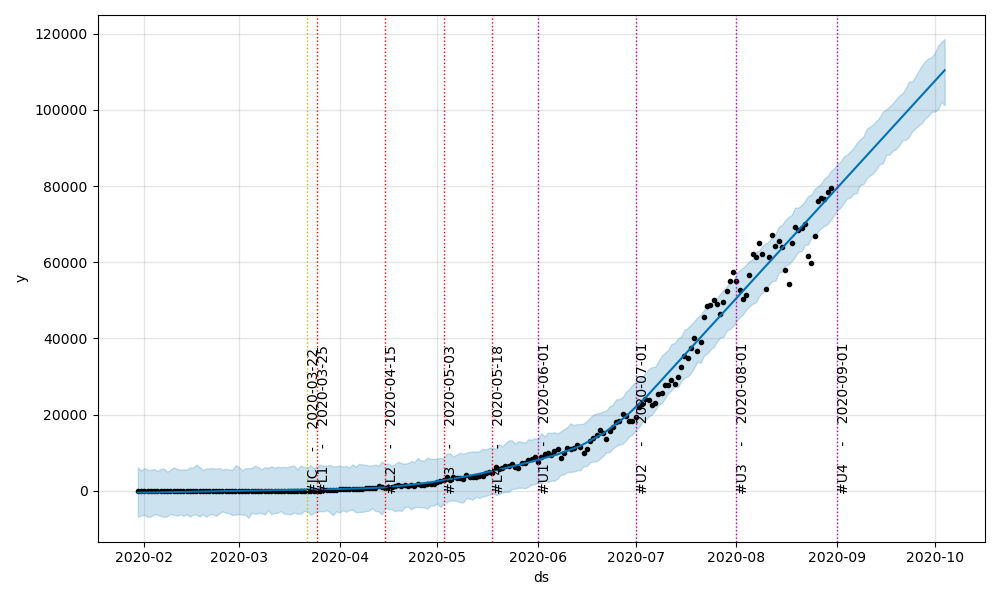 120000
100000
80000
60000
40000
20000
0
y
#JC - 2020-03-22
#L1 - 2020-03-25
#L2 - 2020-04-15
#L3 - 2020-05-03
#L4 - 2020-05-18
#U1 - 2020-06-01
#U2 - 2020-07-01
#U3 - 2020-08-01
#U4 - 2020-09-01
2020-02 2020-03 2020-04 2020-05 2020-06 2020-07 2020-08 2020-09 2020-10
ds